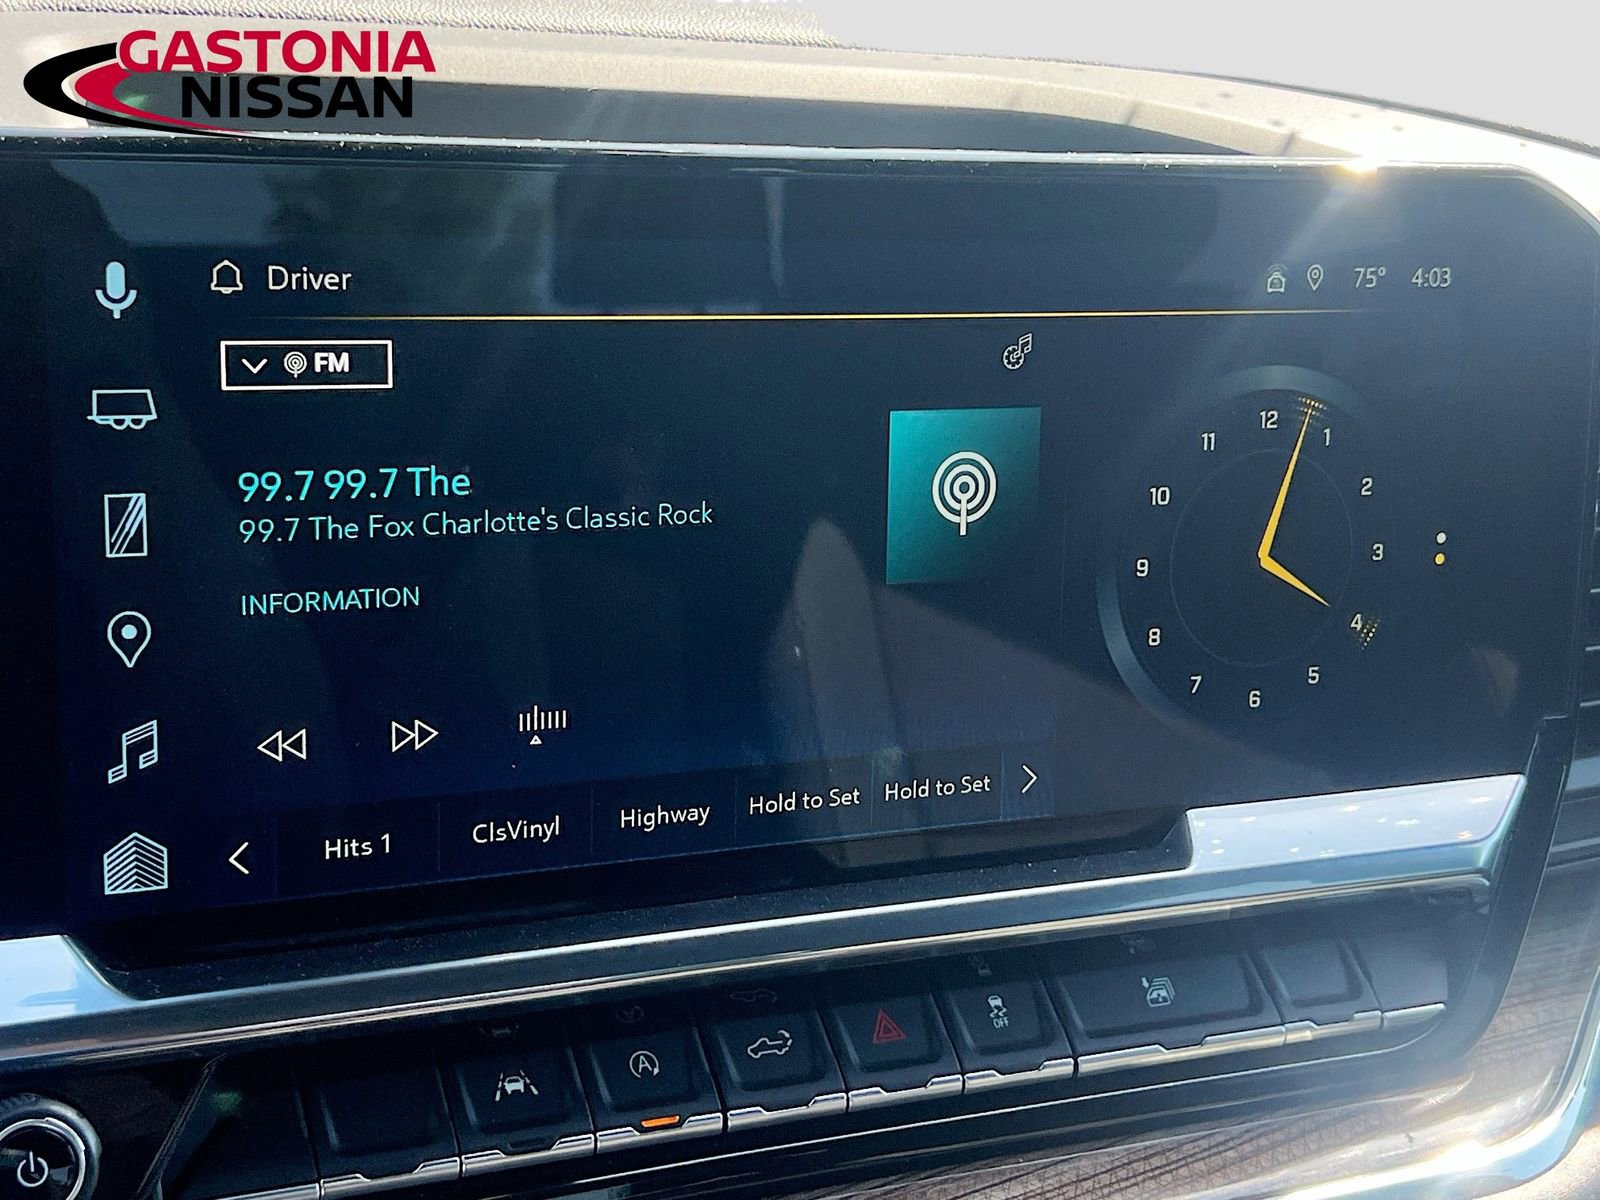 GASTONIA
NISSAN
Driver
75° 4:03
FM
99.7 99.7 The
99.7 The Fox Charlotte's Classic Rock
INFORMATION
Hits 1 ClsVinyl Highway Hold to Set Hold to Set
12
1
2
3
4
5
6
7
8
9
10
11
A
OFF